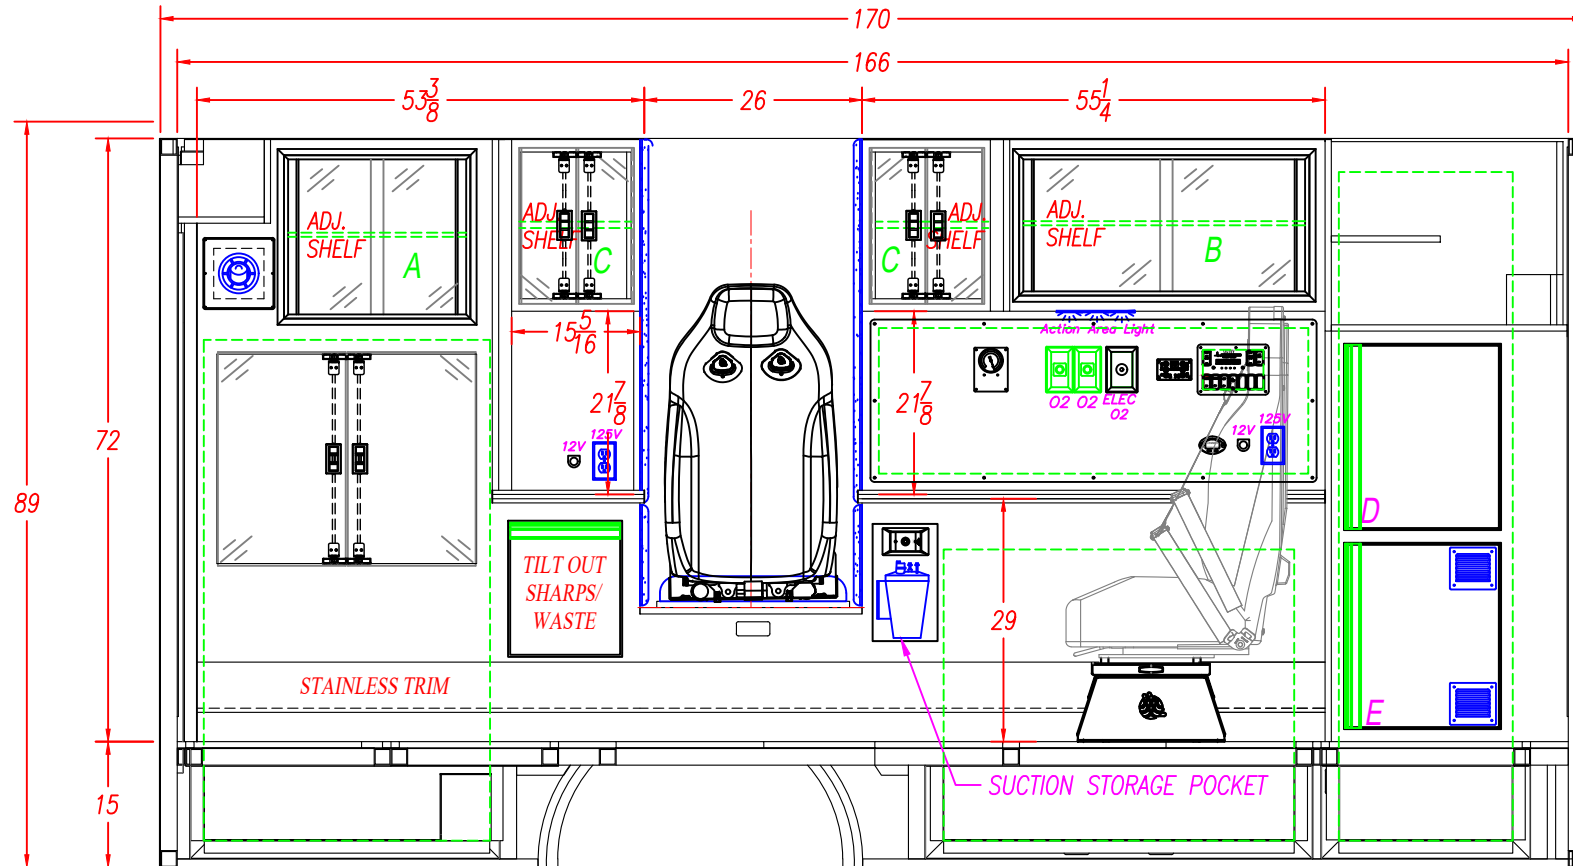 170
166
53 3/8
26
55 1/4
ADJ.
SHELF
A
ADJ.
SHELF
C
ADJ.
SHELF
C
ADJ.
SHELF
B
15 5/16
Action Area Light
O2 O2 ELEC
O2
21 7/8
21 7/8
72
12V 125V
12V 125V
89
D
TILT OUT
SHARPS/
WASTE
29
STAINLESS TRIM
E
SUCTION STORAGE POCKET
15